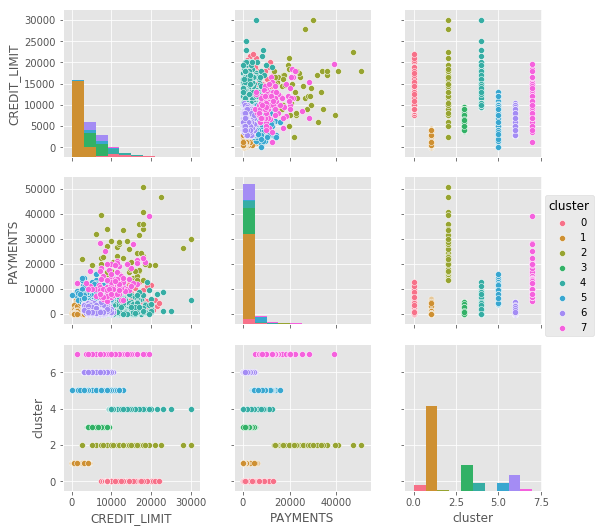 30000
25000
20000
15000
10000
5000
0
CREDIT_LIMIT
50000
40000
30000
20000
10000
0
PAYMENTS
cluster
0
1
2
3
4
5
6
7
6
4
2
0
cluster
0 10000 20000 30000
CREDIT_LIMIT
0 20000 40000
PAYMENTS
0.0 2.5 5.0 7.5
cluster